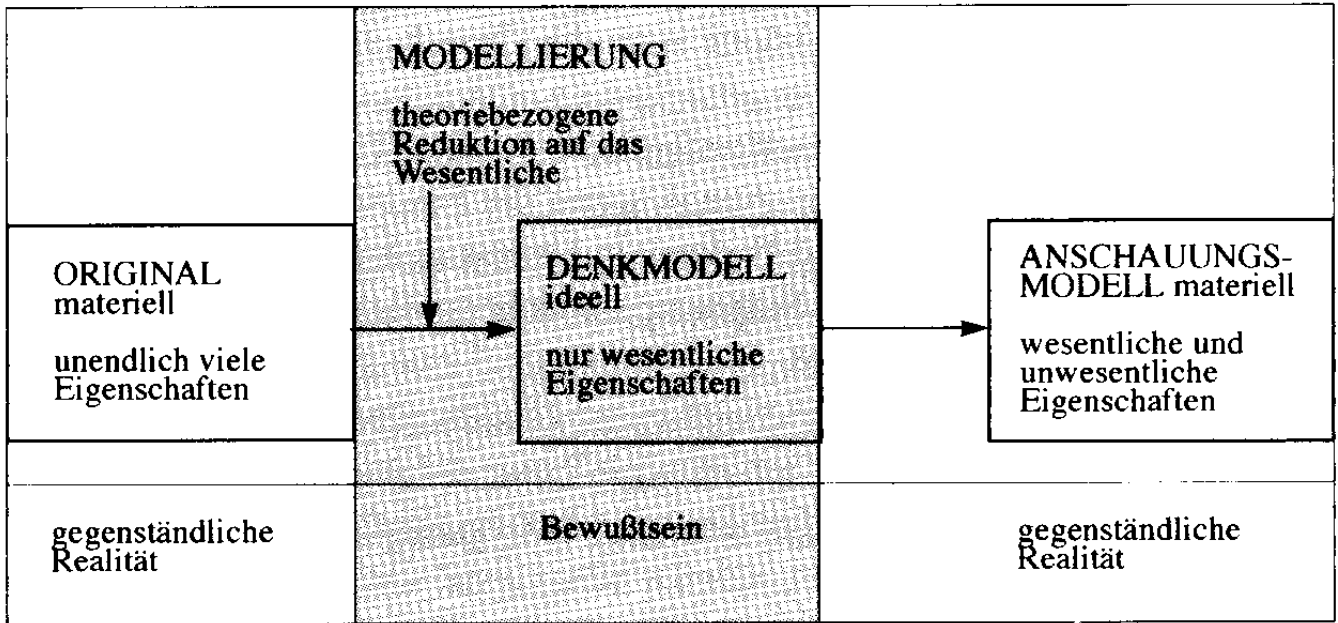 MODELLIERUNG
theoriebezogene
Reduktion auf das
Wesentliche
ORIGINAL
materiell
unendlich viele
Eigenschaften
DENKMODELL
ideell
nur wesentliche
Eigenschaften
ANSCHAUUNGS-
MODELL materiell
wesentliche und
unwesentliche
Eigenschaften
gegenständliche
Realität
Bewußtsein
gegenständliche
Realität